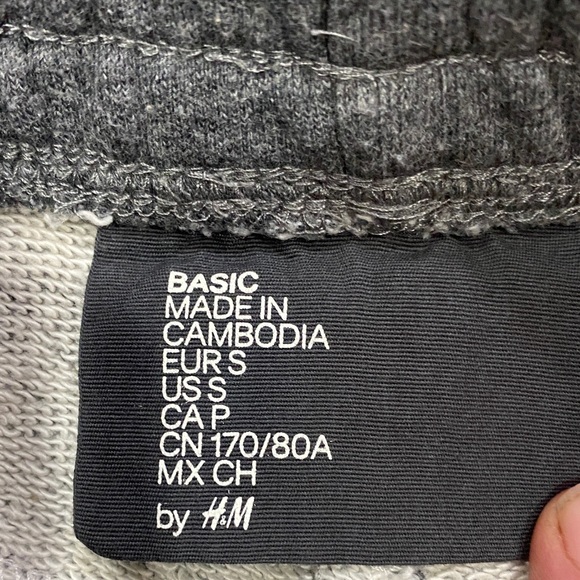 BASIC
MADE IN
CAMBODIA
EUR S
US S
CA P
CN 170/80A
MX CH
by H&M